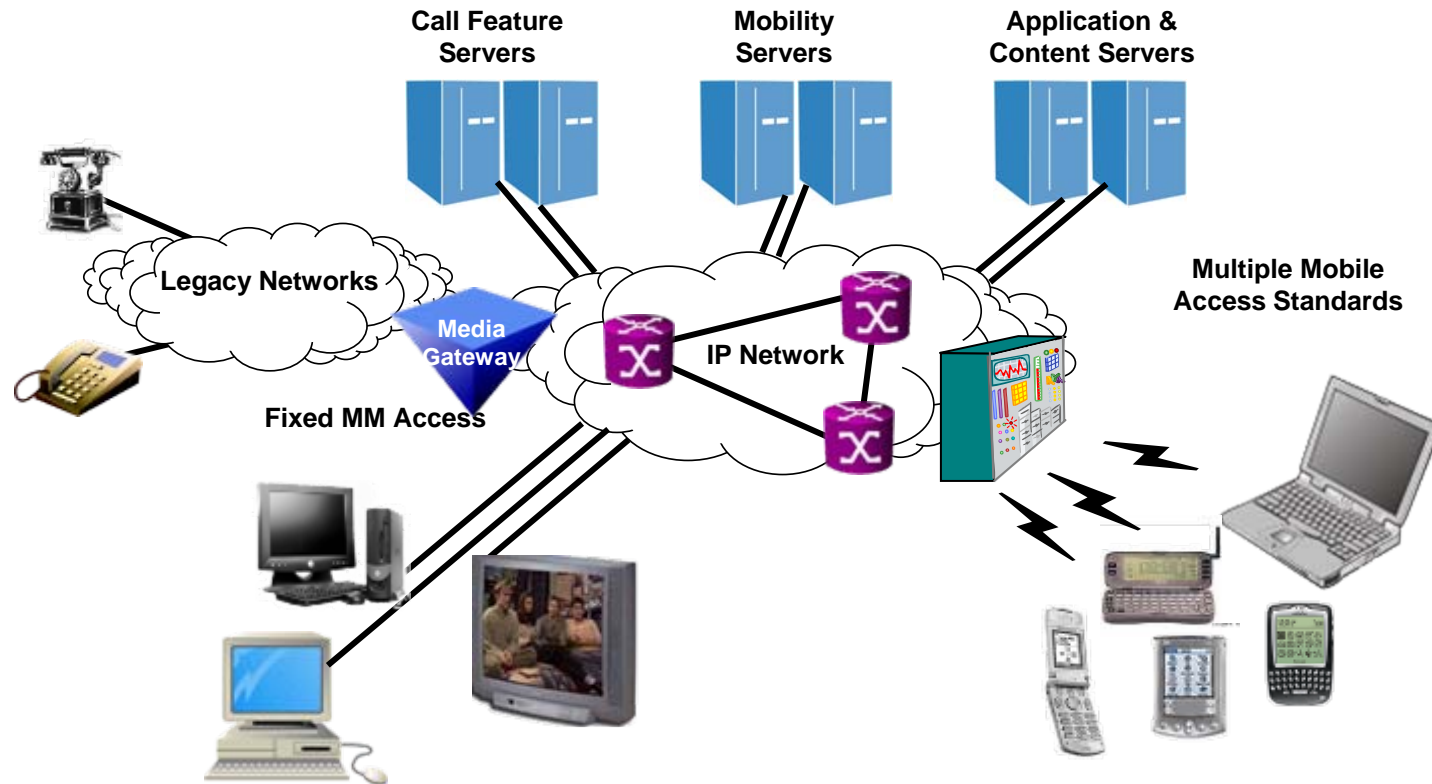 Call Feature
Servers
Mobility
Servers
Application &
Content Servers
Legacy Networks
Multiple Mobile
Access Standards
Media
Gateway
IP Network
Fixed MM Access